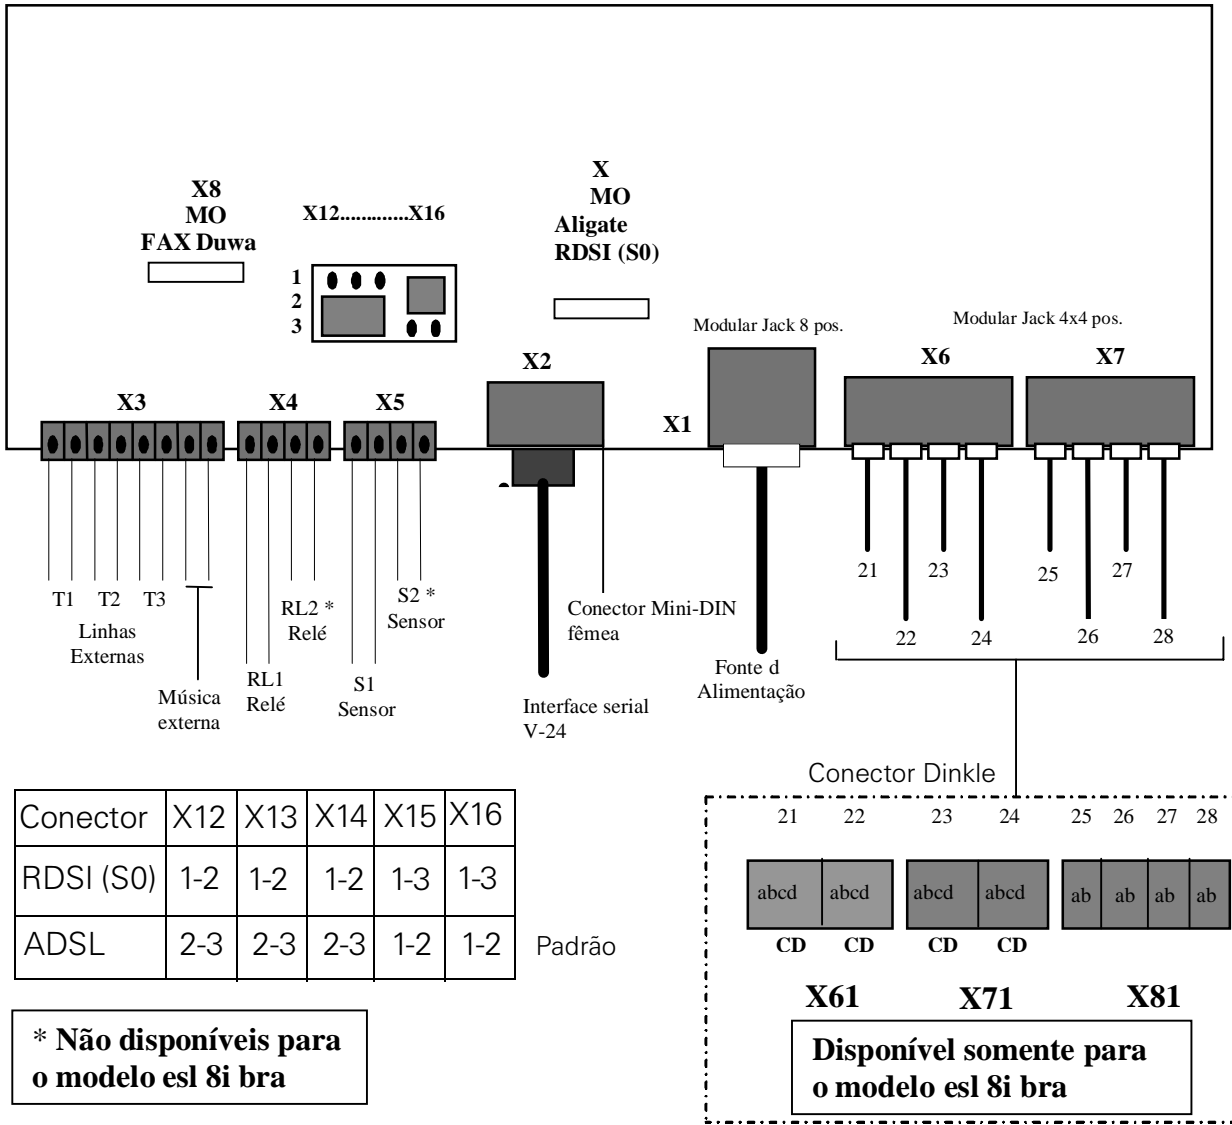 X8
MO
FAX Duwa
X12.............X16
1
2
3
X
MO
Aligate
RDSI (S0)
Modular Jack 8 pos.
Modular Jack 4x4 pos.
X3
X4
X5
X2
X1
X6
X7
T1 T2 T3
Linhas
Externas
Música
externa
RL1
Relé
RL2 *
Relé
S1
Sensor
S2 *
Sensor
Interface serial
V-24
Conector Mini-DIN
fêmea
Fonte d
Alimentação
21
22
23
24
25
26
27
28
Conector X12 X13 X14 X15 X16
RDSI (S0) 1-2 1-2 1-2 1-3 1-3
ADSL 2-3 2-3 2-3 1-2 1-2 Padrão
* Não disponíveis para
o modelo esl 8i bra
Conector Dinkle
21 22 23 24 25 26 27 28
abcd abcd abcd abcd ab ab ab ab
CD CD CD CD
X61 X71 X81
Disponível somente para
o modelo esl 8i bra